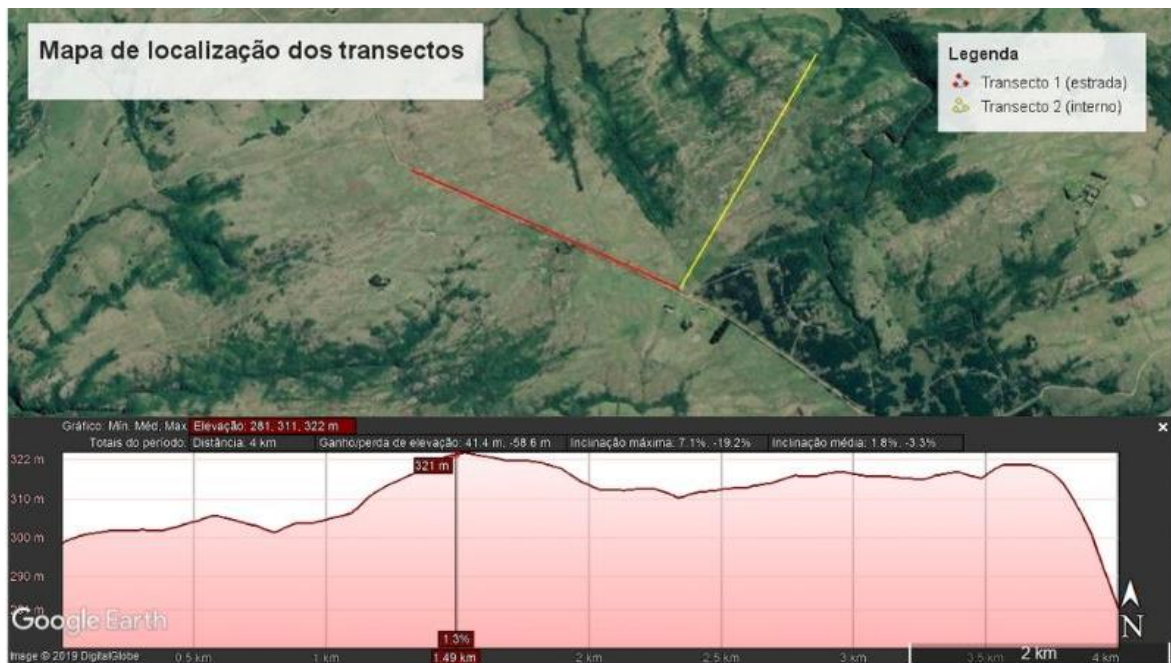 Mapa de localização dos transectos
Legenda
Transecto 1 (estrada)
Transecto 2 (interno)
Gráfico: Mín, Méd, Máx Elevação: 281, 311, 322 m
Totais do período: Distância: 4 km Ganho/perda de elevação: 41.4 m, -58.6 m Inclinação máxima: 7.1%, -19.2% Inclinação média: 1.8%, -3.3%
322 m
321 m
310 m
300 m
290 m
Google Earth
N
1.3%
Image © 2019 DigitalGlobe
0.5 km 1 km 1.49 km 2 km 2.5 km 3 km 3.5 km 2 km 4 km